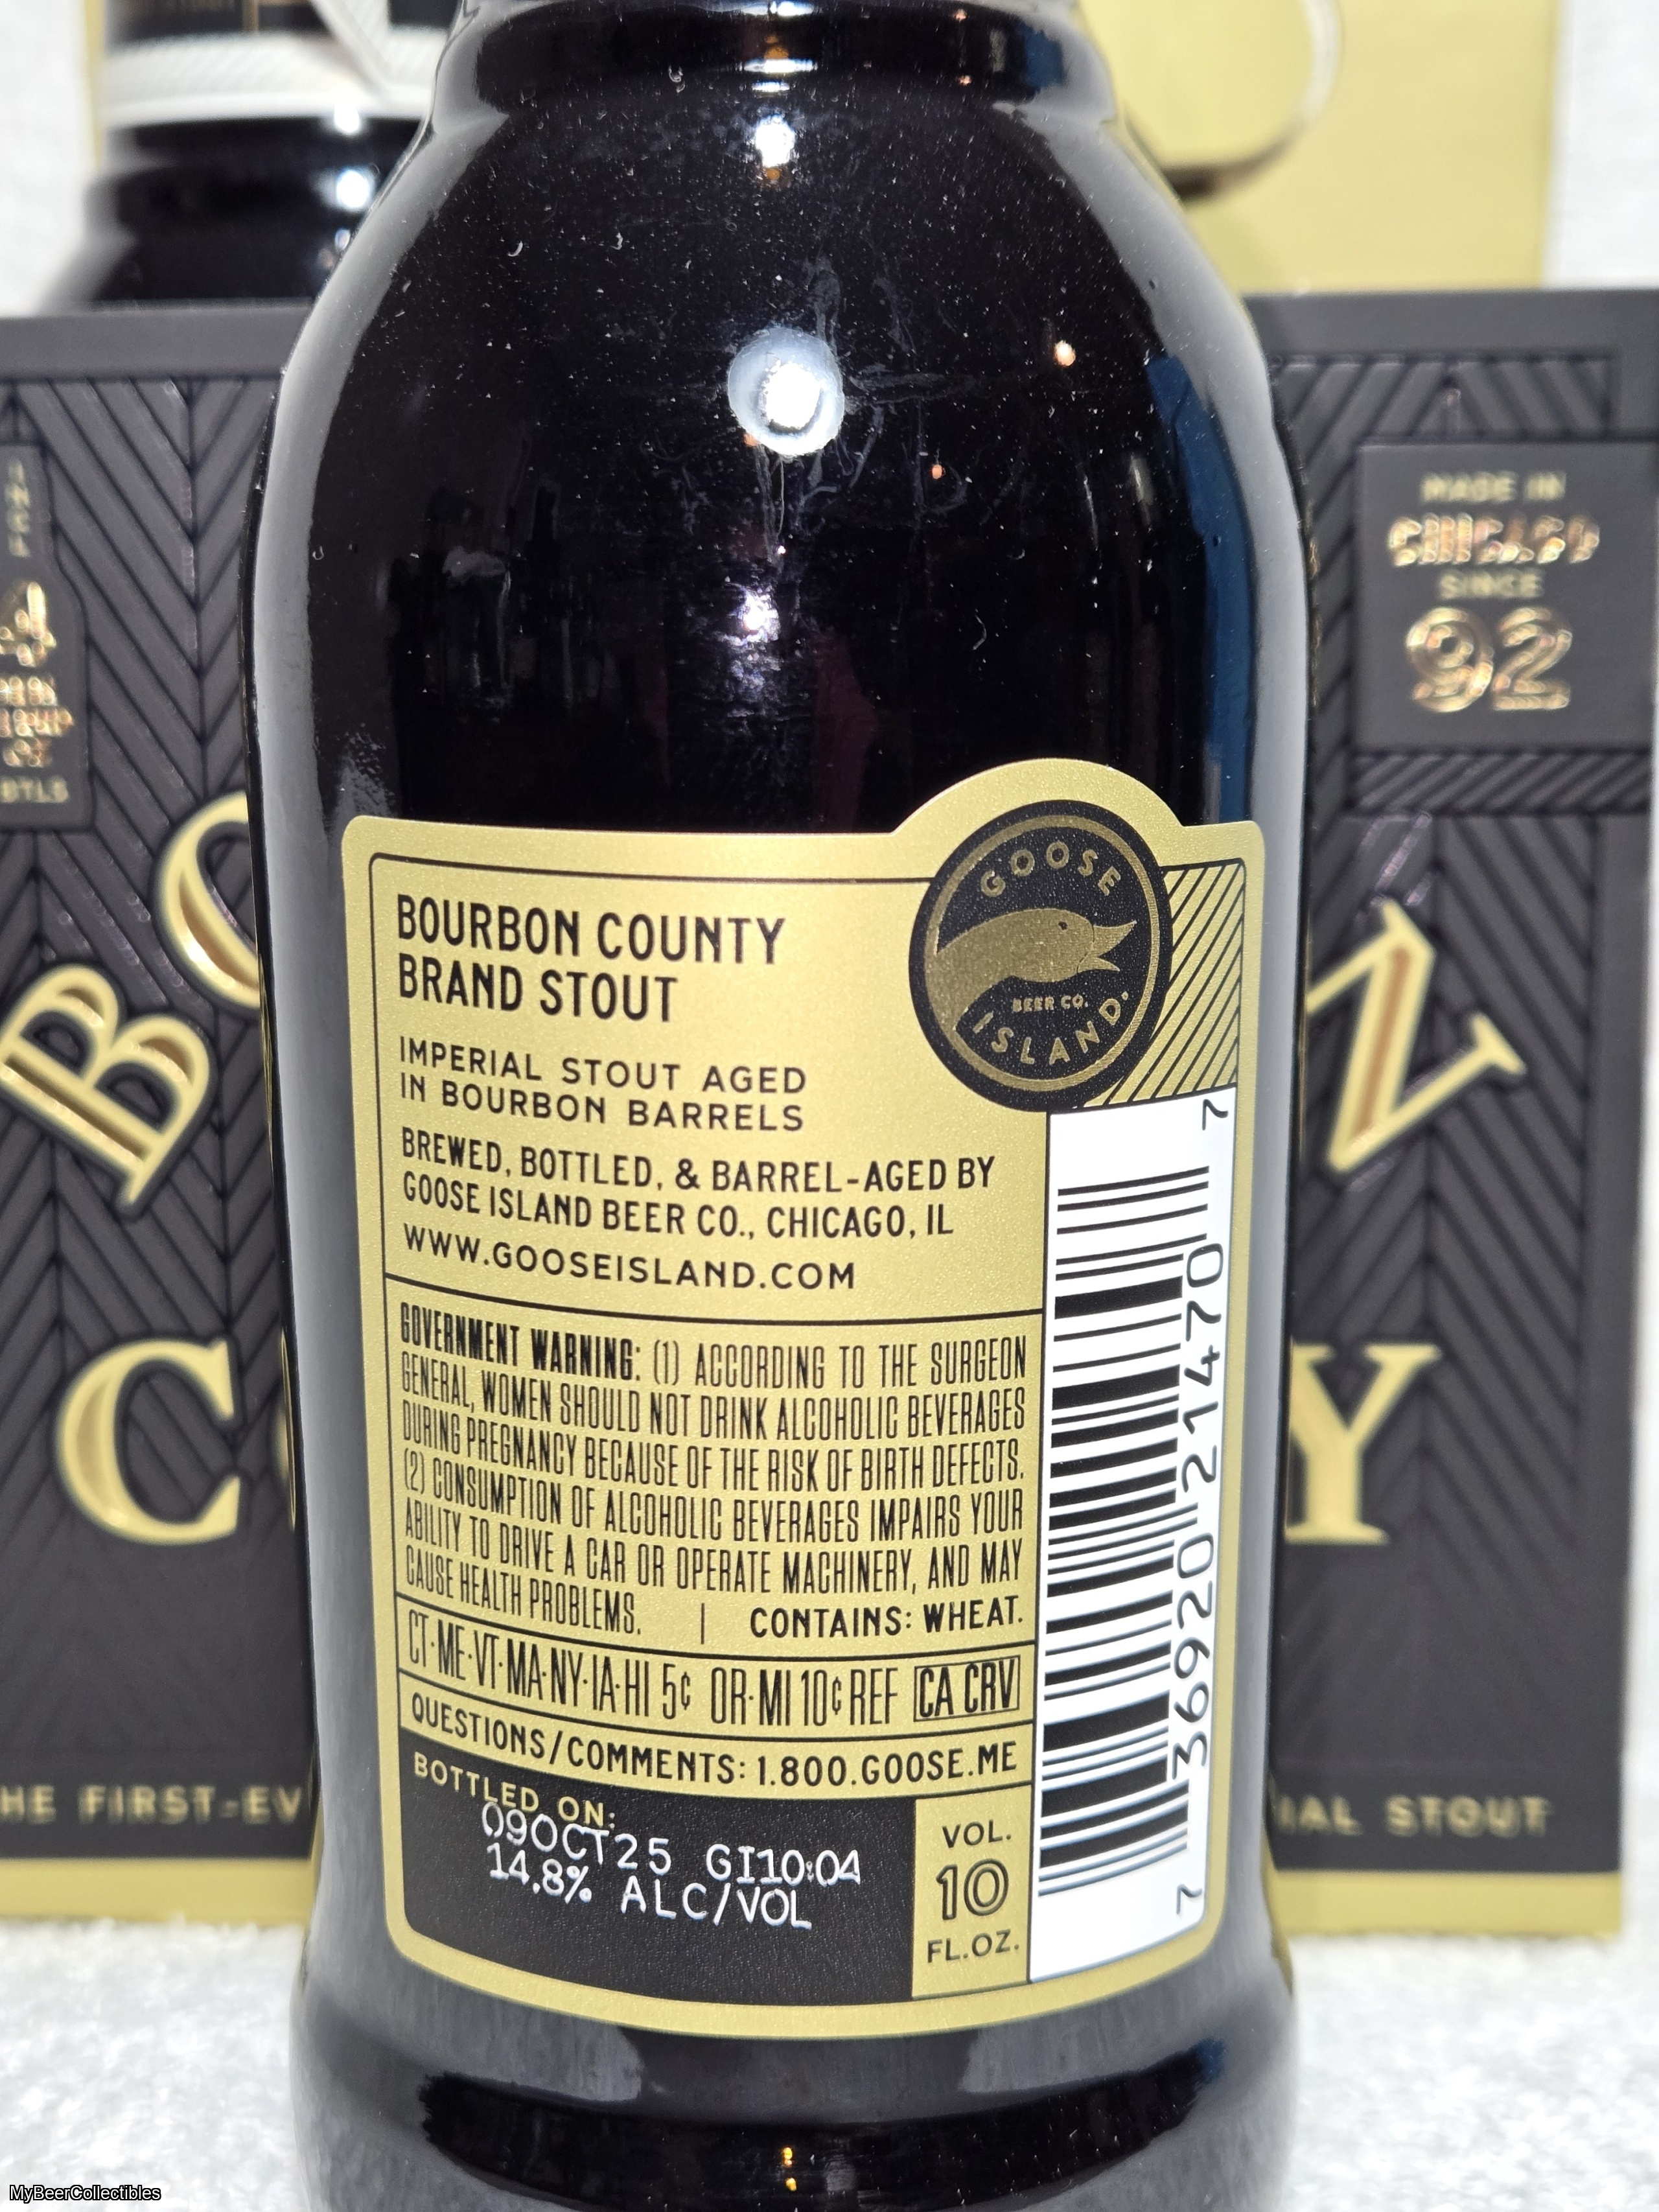 MADE IN
CHICAGO
SINCE
92
GOOSE
BEER CO.
ISLAND
BOURBON COUNTY
BRAND STOUT
IMPERIAL STOUT AGED
IN BOURBON BARRELS
BREWED, BOTTLED, & BARREL-AGED BY
GOOSE ISLAND BEER CO., CHICAGO, IL
WWW.GOOSEISLAND.COM
GOVERNMENT WARNING: (1) ACCORDING TO THE SURGEON
GENERAL, WOMEN SHOULD NOT DRINK ALCOHOLIC BEVERAGES
DURING PREGNANCY BECAUSE OF THE RISK OF BIRTH DEFECTS.
(2) CONSUMPTION OF ALCOHOLIC BEVERAGES IMPAIRS YOUR
ABILITY TO DRIVE A CAR OR OPERATE MACHINERY, AND MAY
CAUSE HEALTH PROBLEMS. | CONTAINS: WHEAT.
CT·ME·VT·MA·NY·IA·HI 5¢ OR·MI 10¢ REF CA CRV
QUESTIONS/COMMENTS: 1.800.GOOSE.ME
BOTTLED ON:
09OCT25 GI10:04
14.8% ALC/VOL
VOL.
10
FL.OZ.
7 36920 21470 7
HE FIRST-EV
IAL STOUT
MyBeerCollectibles